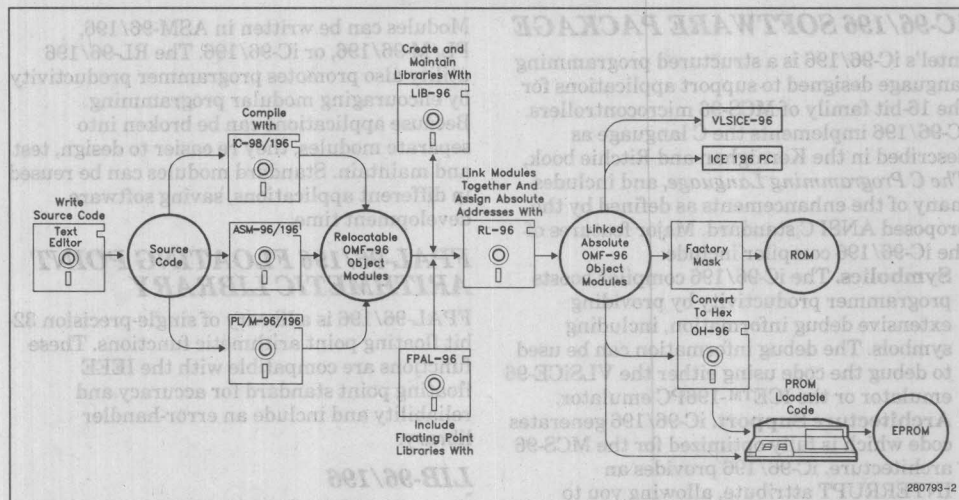 Write
Source Code
Text
Editor
Source
Code
Compile
With
IC-98/196
ASM-96/196
PL/M-96/196
Relocatable
OMF-96
Object
Modules
Create and
Maintain
Libraries With
LIB-96
Link Modules
Together And
Assign Absolute
Addresses With
RL-96
FPAL-96
Include
Floating Point
Libraries With
Linked
Absolute
OMF-96
Object
Modules
VLSICE-96
ICE 196 PC
Factory
Mask
ROM
Convert
To Hex
OH-96
PROM
Loadable
Code
EPROM
280793-2